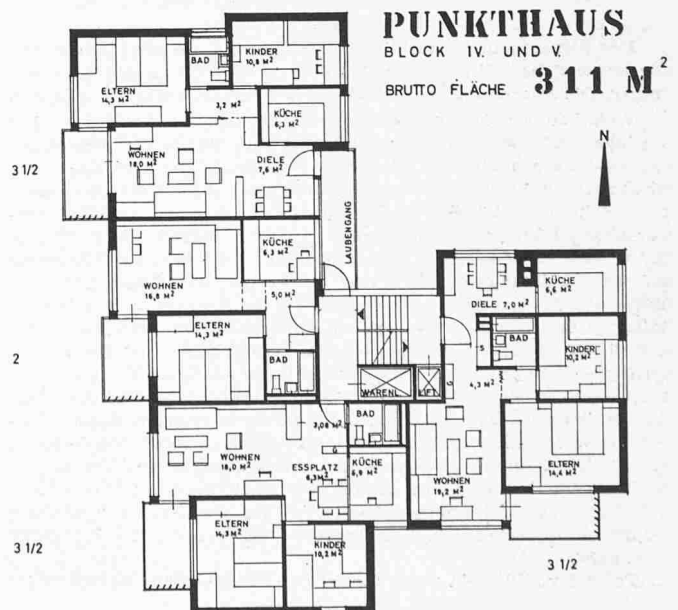 PUNKTHAUS
BLOCK IV. UND V.
BRUTTO FLÄCHE 311 M²
N
BAD
KINDER
10,8 M²
ELTERN
14,3 M²
3,2 M²
KÜCHE
6,3 M²
3 1/2
WOHNEN
18,0 M²
DIELE
7,6 M²
LAUBENGANG
KÜCHE
6,3 M²
WOHNEN
16,8 M²
5,0 M²
DIELE 7,0 M²
KÜCHE
6,6 M²
2
ELTERN
14,3 M²
BAD
S
BAD
KINDER
10,2 M²
WARENL.
LIFT
G
4,3 M²
WOHNEN
18,0 M²
3,08 M²
BAD
G
ESSPLATZ
6,3 M²
KÜCHE
6,9 M²
WOHNEN
19,2 M²
ELTERN
14,4 M²
3 1/2
ELTERN
14,3 M²
KINDER
10,2 M²
3 1/2